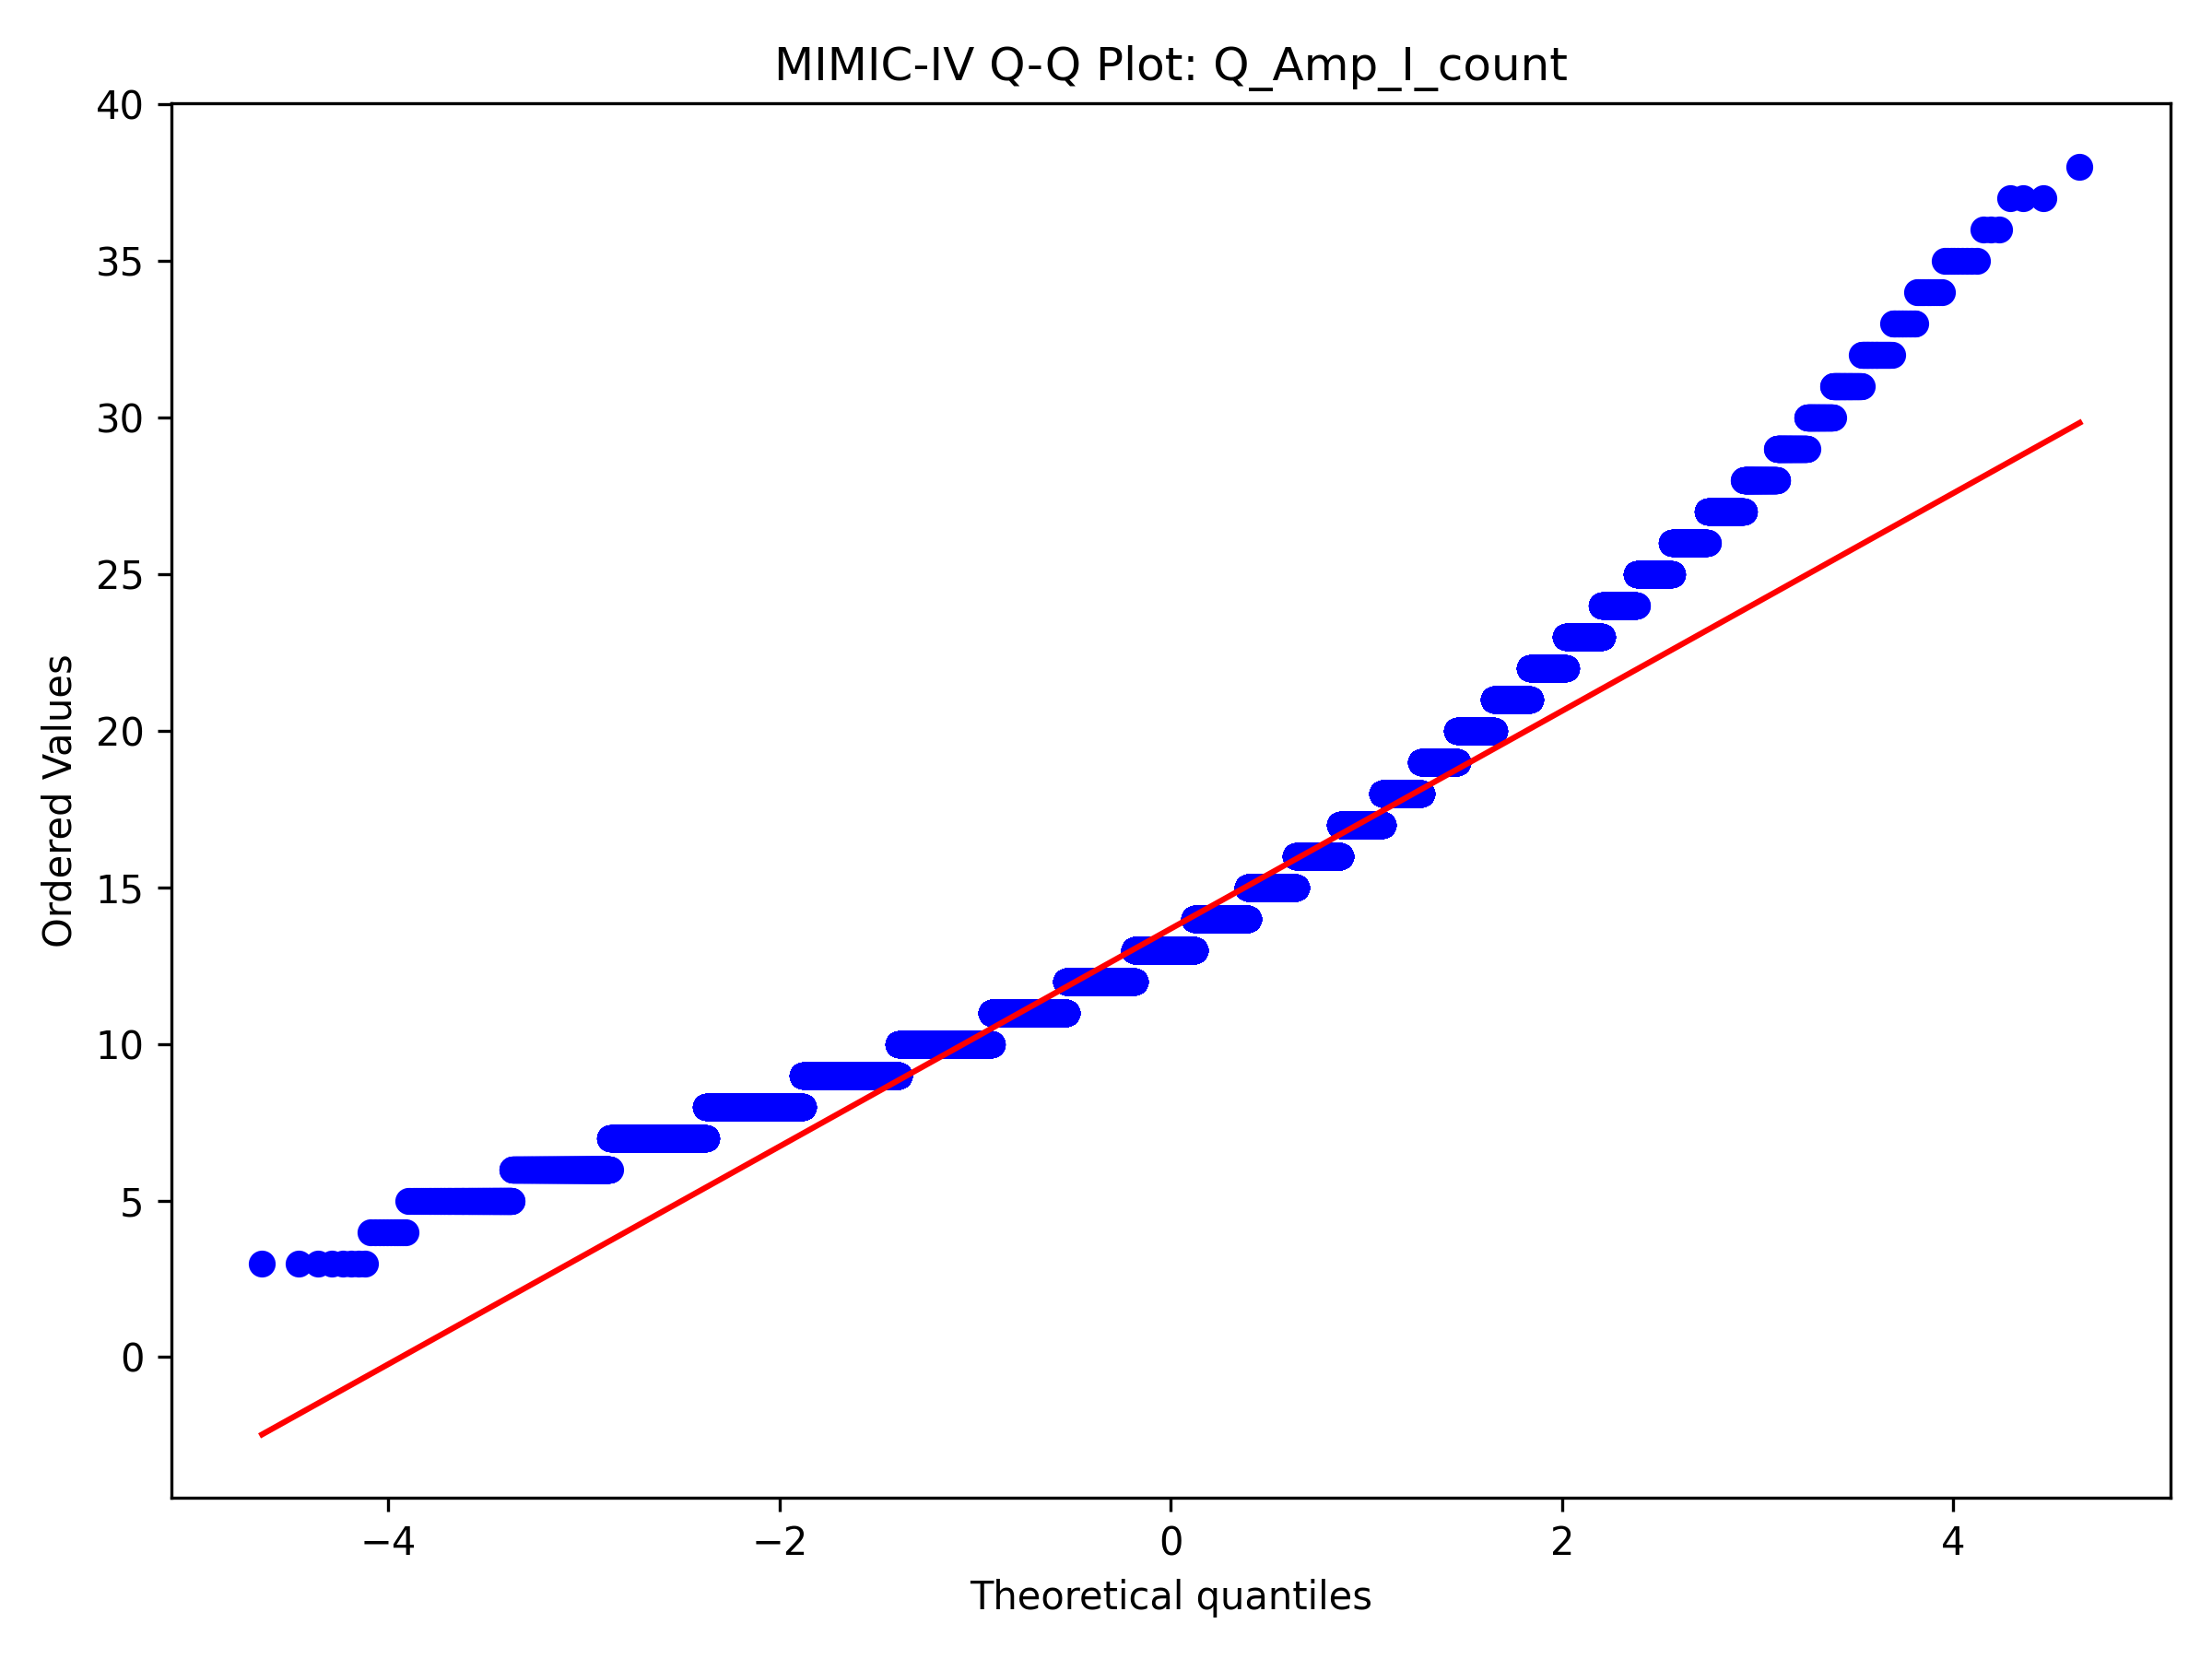 MIMIC-IV Q-Q Plot: Q_Amp_I_count
40
35
30
25
20
15
10
5
0
Ordered Values
−4 −2 0 2 4
Theoretical quantiles